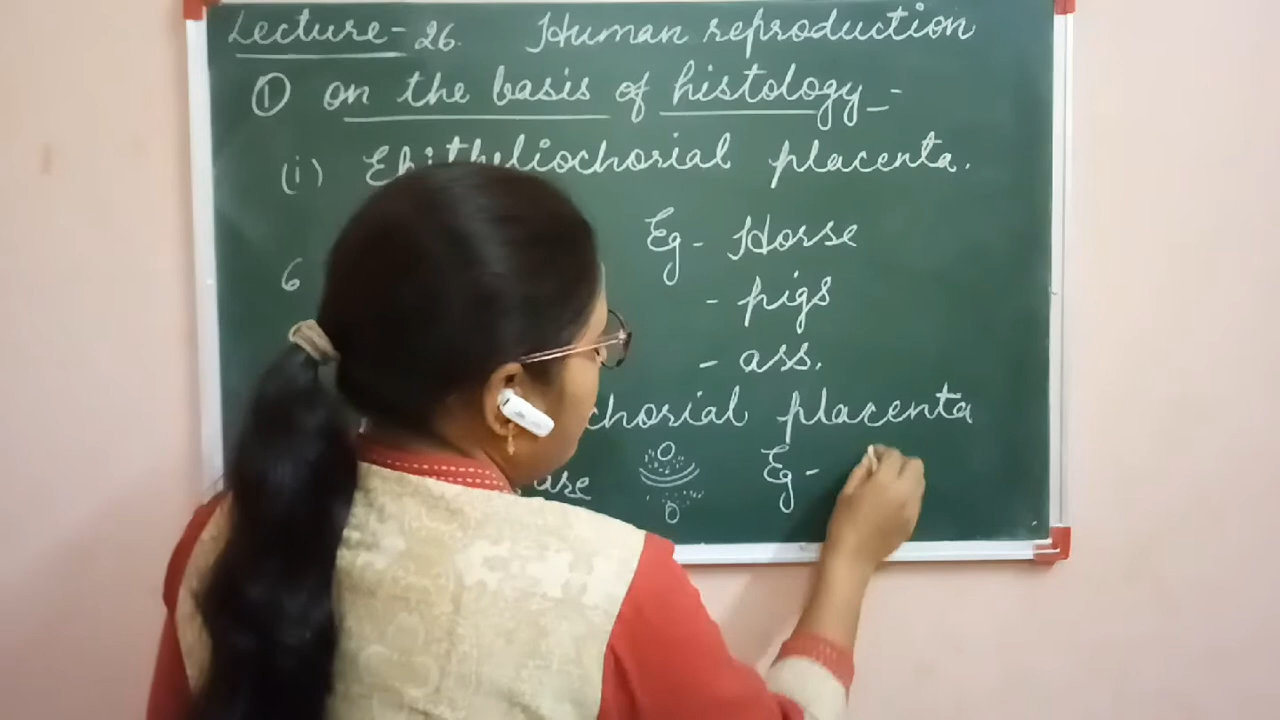 Lecture- 26. Human reproduction
① on the basis of histology -
(i) Epitheliochorial placenta.
Eg- Horse
6
- pigs
- ass.
chorial placenta
are Eg-